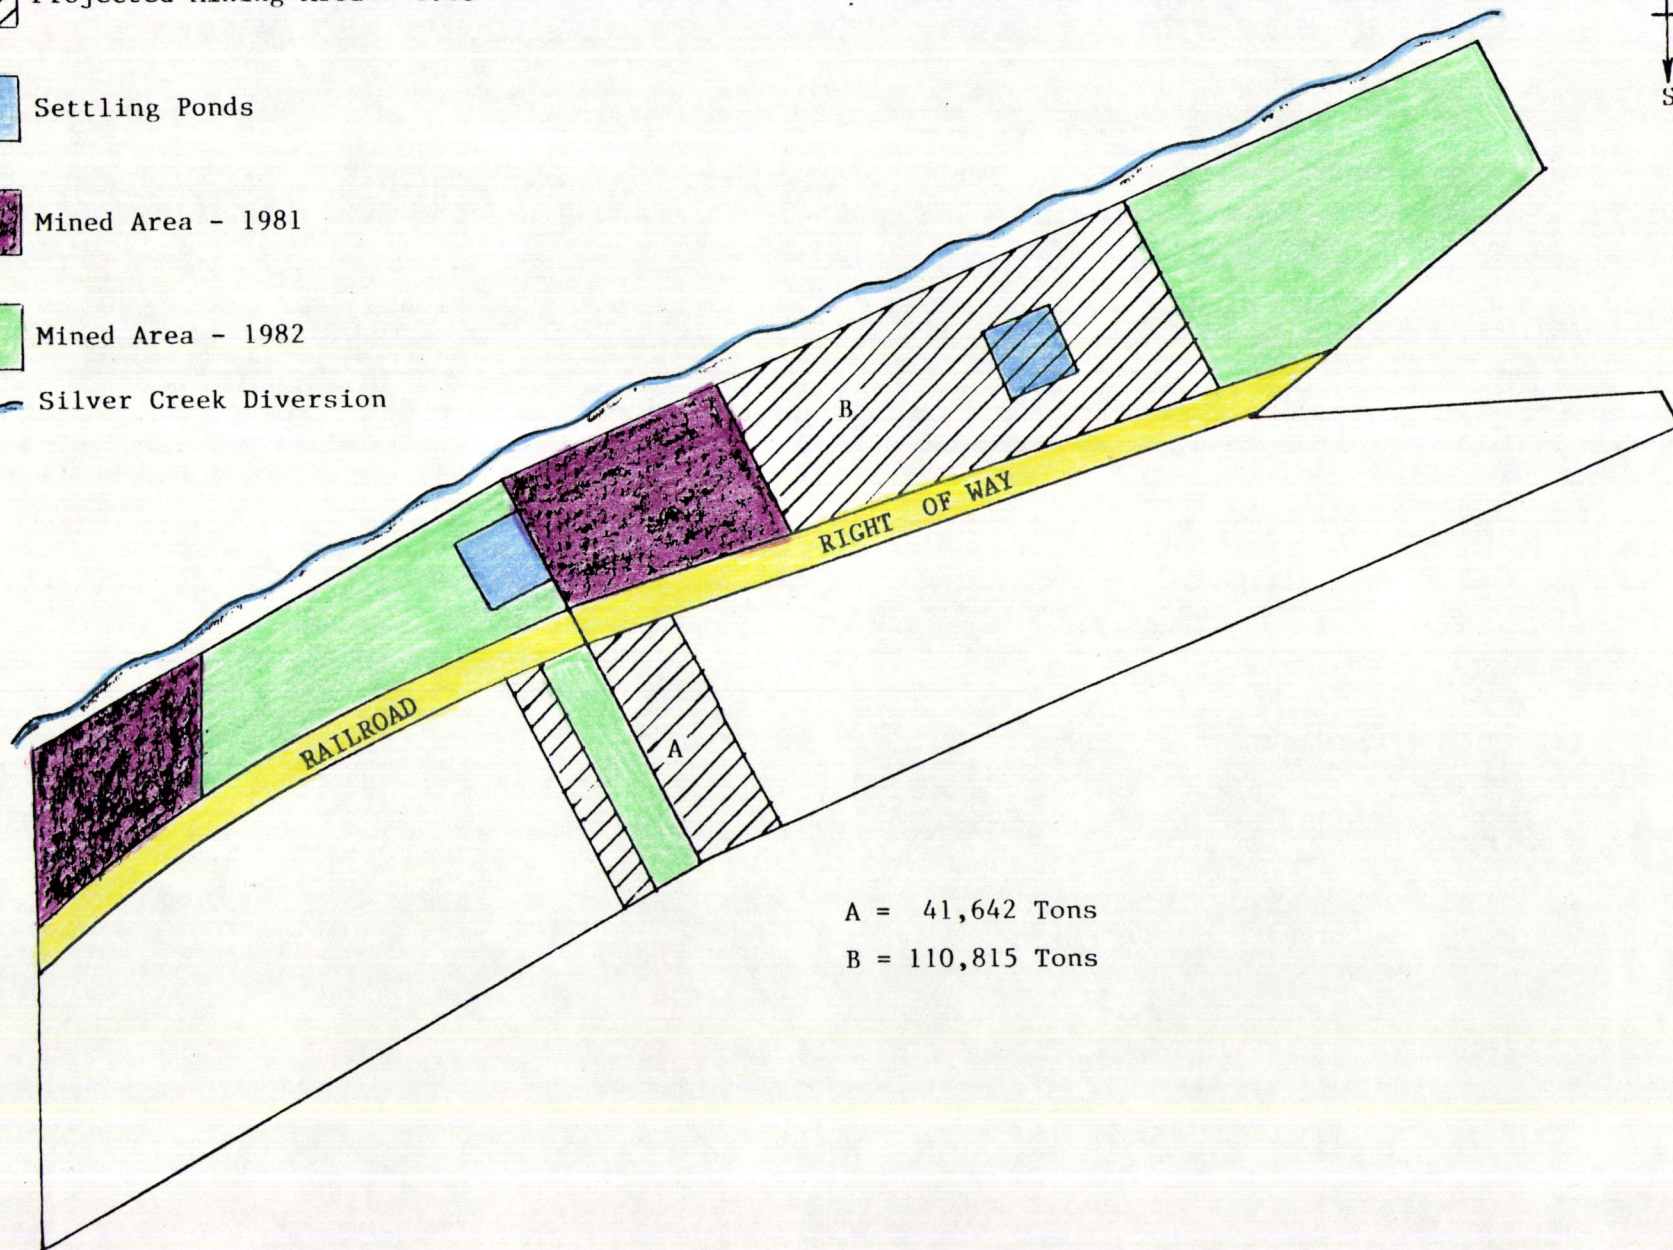 Settling Ponds
Mined Area - 1981
Mined Area - 1982
Silver Creek Diversion
S
B
RIGHT OF WAY
RAILROAD
A
A = 41,642 Tons
B = 110,815 Tons